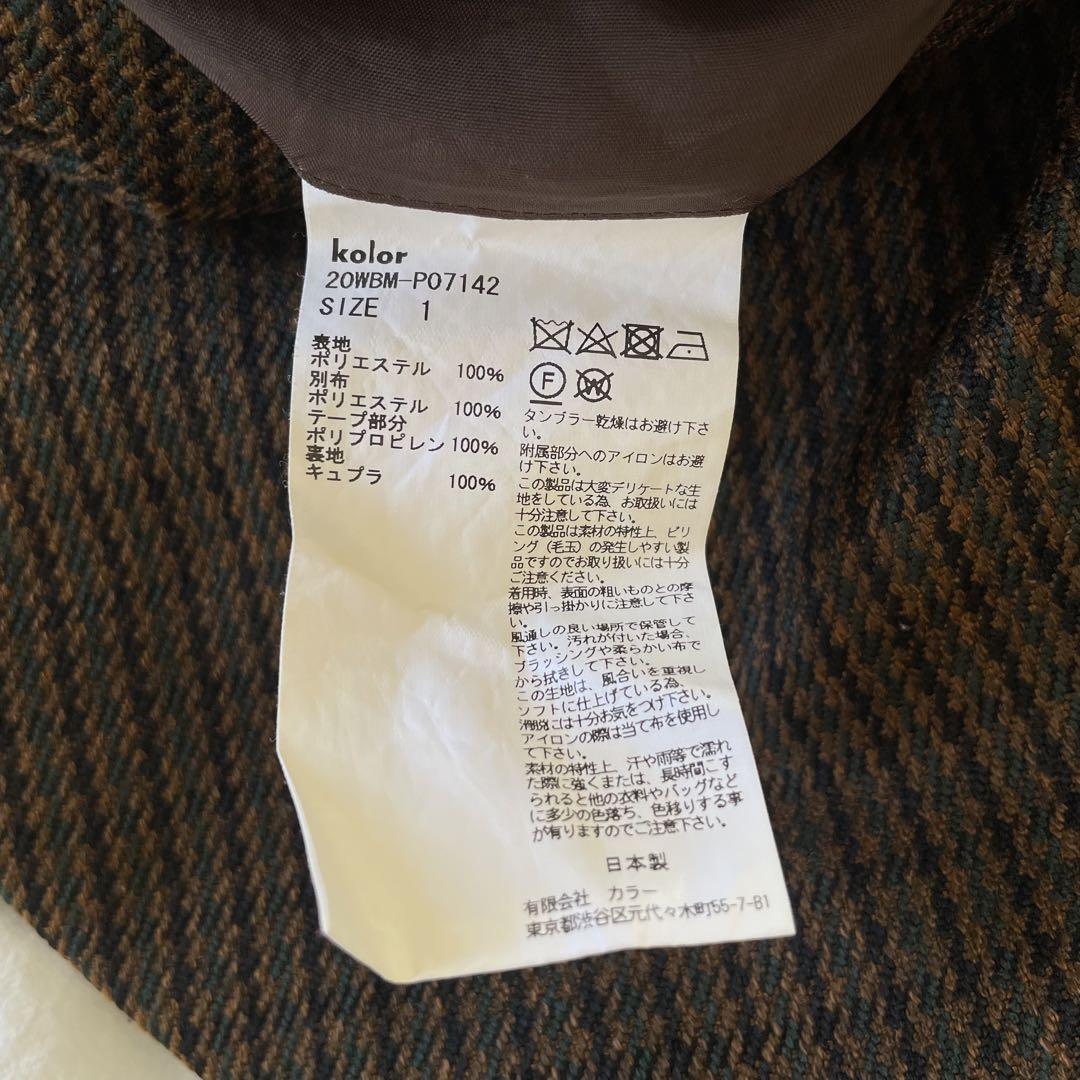 kolor
20WBM-P07142
SIZE 1
表地
ポリエステル 100%
別布
ポリエステル 100%
テープ部分
ポリプロピレン 100%
裏地
キュプラ 100%
F W
タンブラー乾燥はお避け下さ
い。
附属部分へのアイロンはお避
け下さい。
この製品は大変デリケートな生
地をしている為、お取扱いには
十分注意して下さい。
この製品は素材の特性上、ピリ
ング（毛玉）の発生しやすい製
品ですのでお取り扱いには十分
ご注意ください。
着用時、表面の粗いものとの摩
擦や引っ掛かりに注意して下さ
い。
風通しの良い場所で保管して
下さい。汚れが付いた場合、
ブラッシングや柔らかい布で
から拭きして下さい。
この生地は、風合いを重視し
ソフトに仕上げている為、
滑脱には十分お気をつけ下さい。
アイロンの際は当て布を使用し
て下さい。
素材の特性上、汗や雨等で濡れ
た際に強くまたは、長時間こす
られると他の衣料やバッグなど
に多少の色落ち、色移りする事
が有りますのでご注意下さい。
日本製
有限会社 カラー
東京都渋谷区元代々木町55-7-B1